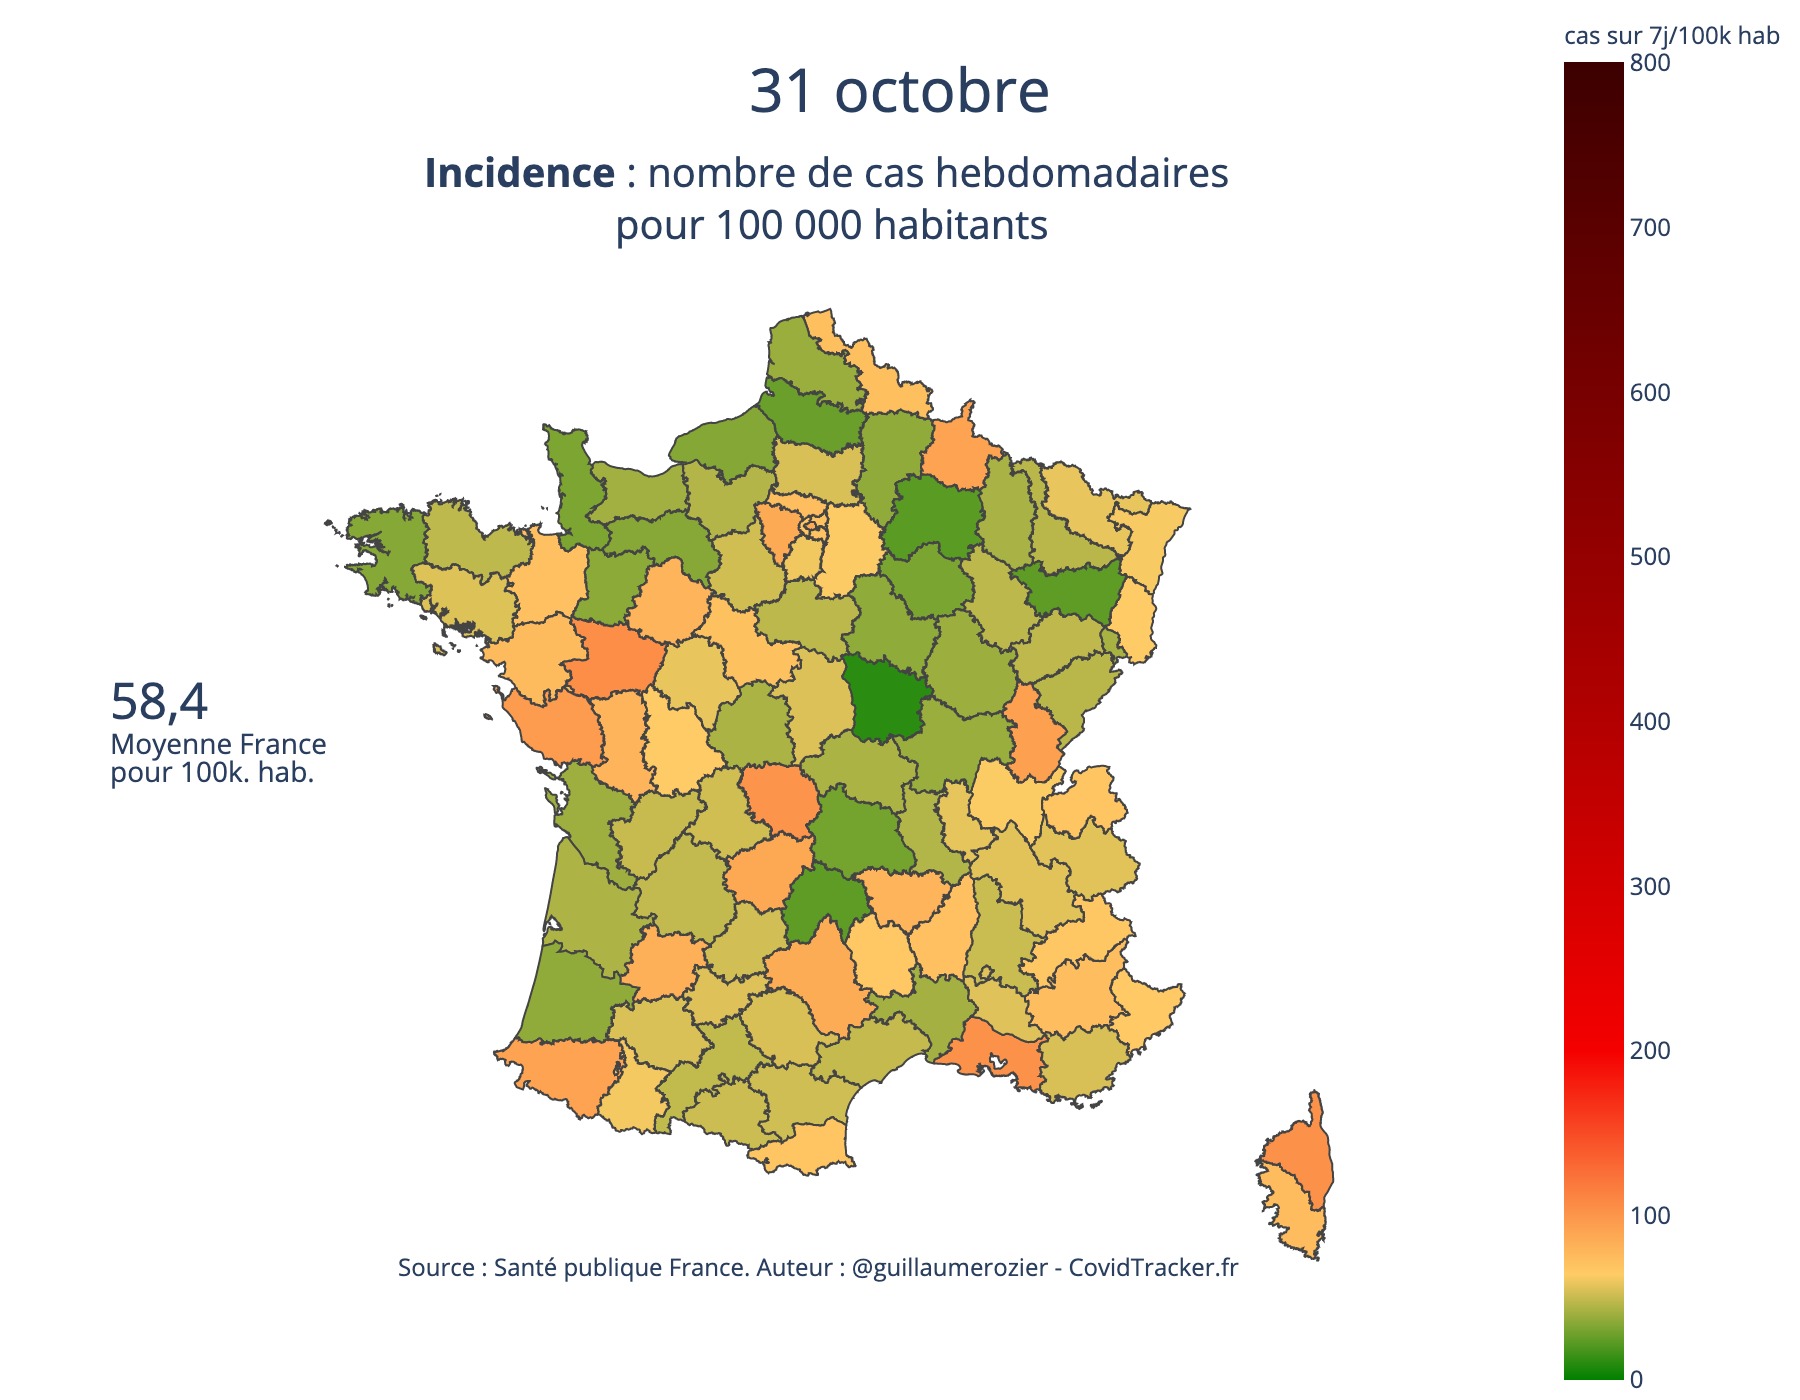 cas sur 7j/100k hab
31 octobre
Incidence : nombre de cas hebdomadaires
pour 100 000 habitants
800
700
600
500
400
300
200
100
0
58,4
Moyenne France
pour 100k. hab.
Source : Santé publique France. Auteur : @guillaumerozier - CovidTracker.fr